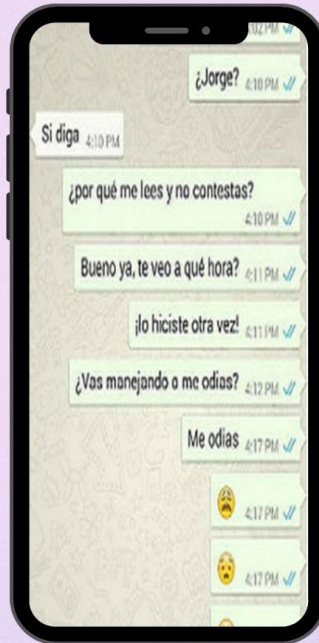 :02 PM
¿Jorge? 4:10 PM
Si diga 4:10 PM
¿por qué me lees y no contestas?
4:10 PM
Bueno ya, te veo a qué hora? 4:11 PM
¡lo hiciste otra vez! 4:11 PM
¿Vas manejando o me odias? 4:12 PM
Me odias 4:17 PM
4:17 PM
4:17 PM